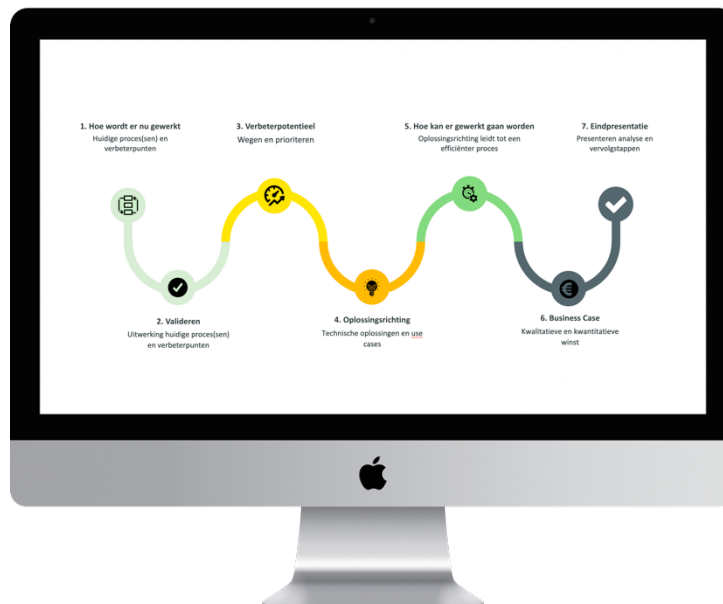 1. Hoe wordt er nu gewerkt
Huidige proces(sen) en
verbeterpunten
2. Valideren
Uitwerking huidige proces(sen)
en verbeterpunten
3. Verbeterpotentieel
Wegen en prioriteren
4. Oplossingsrichting
Technische oplossingen en use
cases
5. Hoe kan er gewerkt gaan worden
Oplossingsrichting leidt tot een
efficiënter proces
6. Business Case
Kwalitatieve en kwantitatieve
winst
7. Eindpresentatie
Presenteren analyse en
vervolgstappen